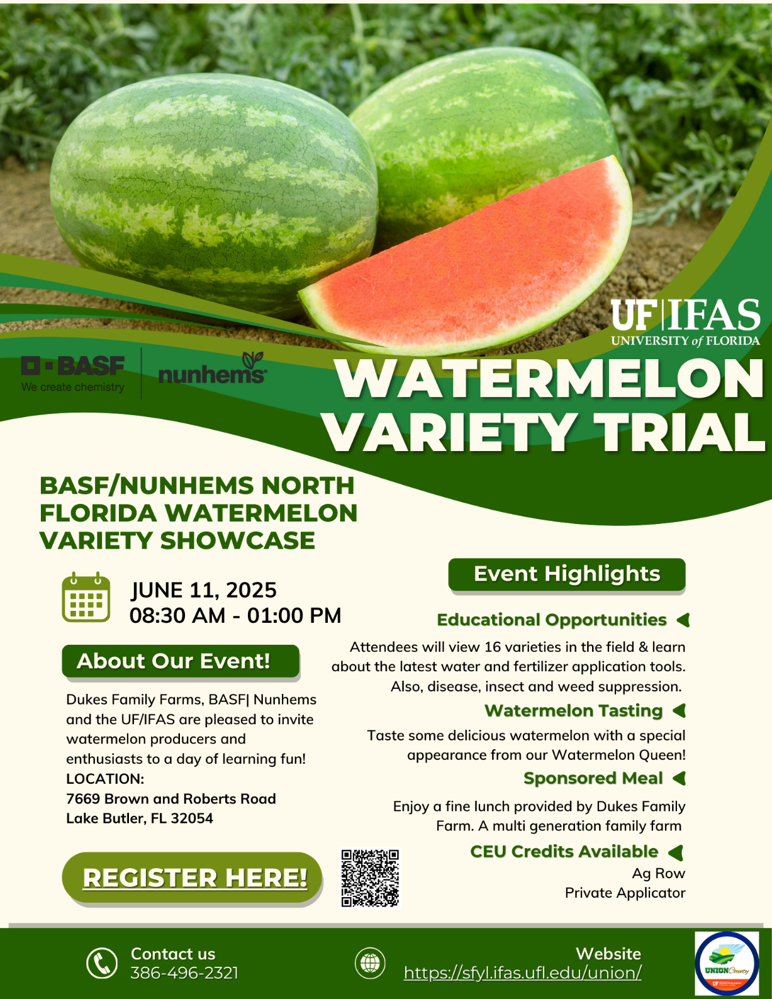 UF|IFAS
UNIVERSITY of FLORIDA
BASF
We create chemistry
nunhems®
WATERMELON
VARIETY TRIAL
BASF/NUNHEMS NORTH
FLORIDA WATERMELON
VARIETY SHOWCASE
JUNE 11, 2025
08:30 AM - 01:00 PM
About Our Event!
Dukes Family Farms, BASF| Nunhems
and the UF/IFAS are pleased to invite
watermelon producers and
enthusiasts to a day of learning fun!
LOCATION:
7669 Brown and Roberts Road
Lake Butler, FL 32054
REGISTER HERE!
Event Highlights
Educational Opportunities
Attendees will view 16 varieties in the field & learn
about the latest water and fertilizer application tools.
Also, disease, insect and weed suppression.
Watermelon Tasting
Taste some delicious watermelon with a special
appearance from our Watermelon Queen!
Sponsored Meal
Enjoy a fine lunch provided by Dukes Family
Farm. A multi generation family farm
CEU Credits Available
Ag Row
Private Applicator
Contact us
386-496-2321
Website
https://sfyl.ifas.ufl.edu/union/
UNION County
UF IFAS Extension